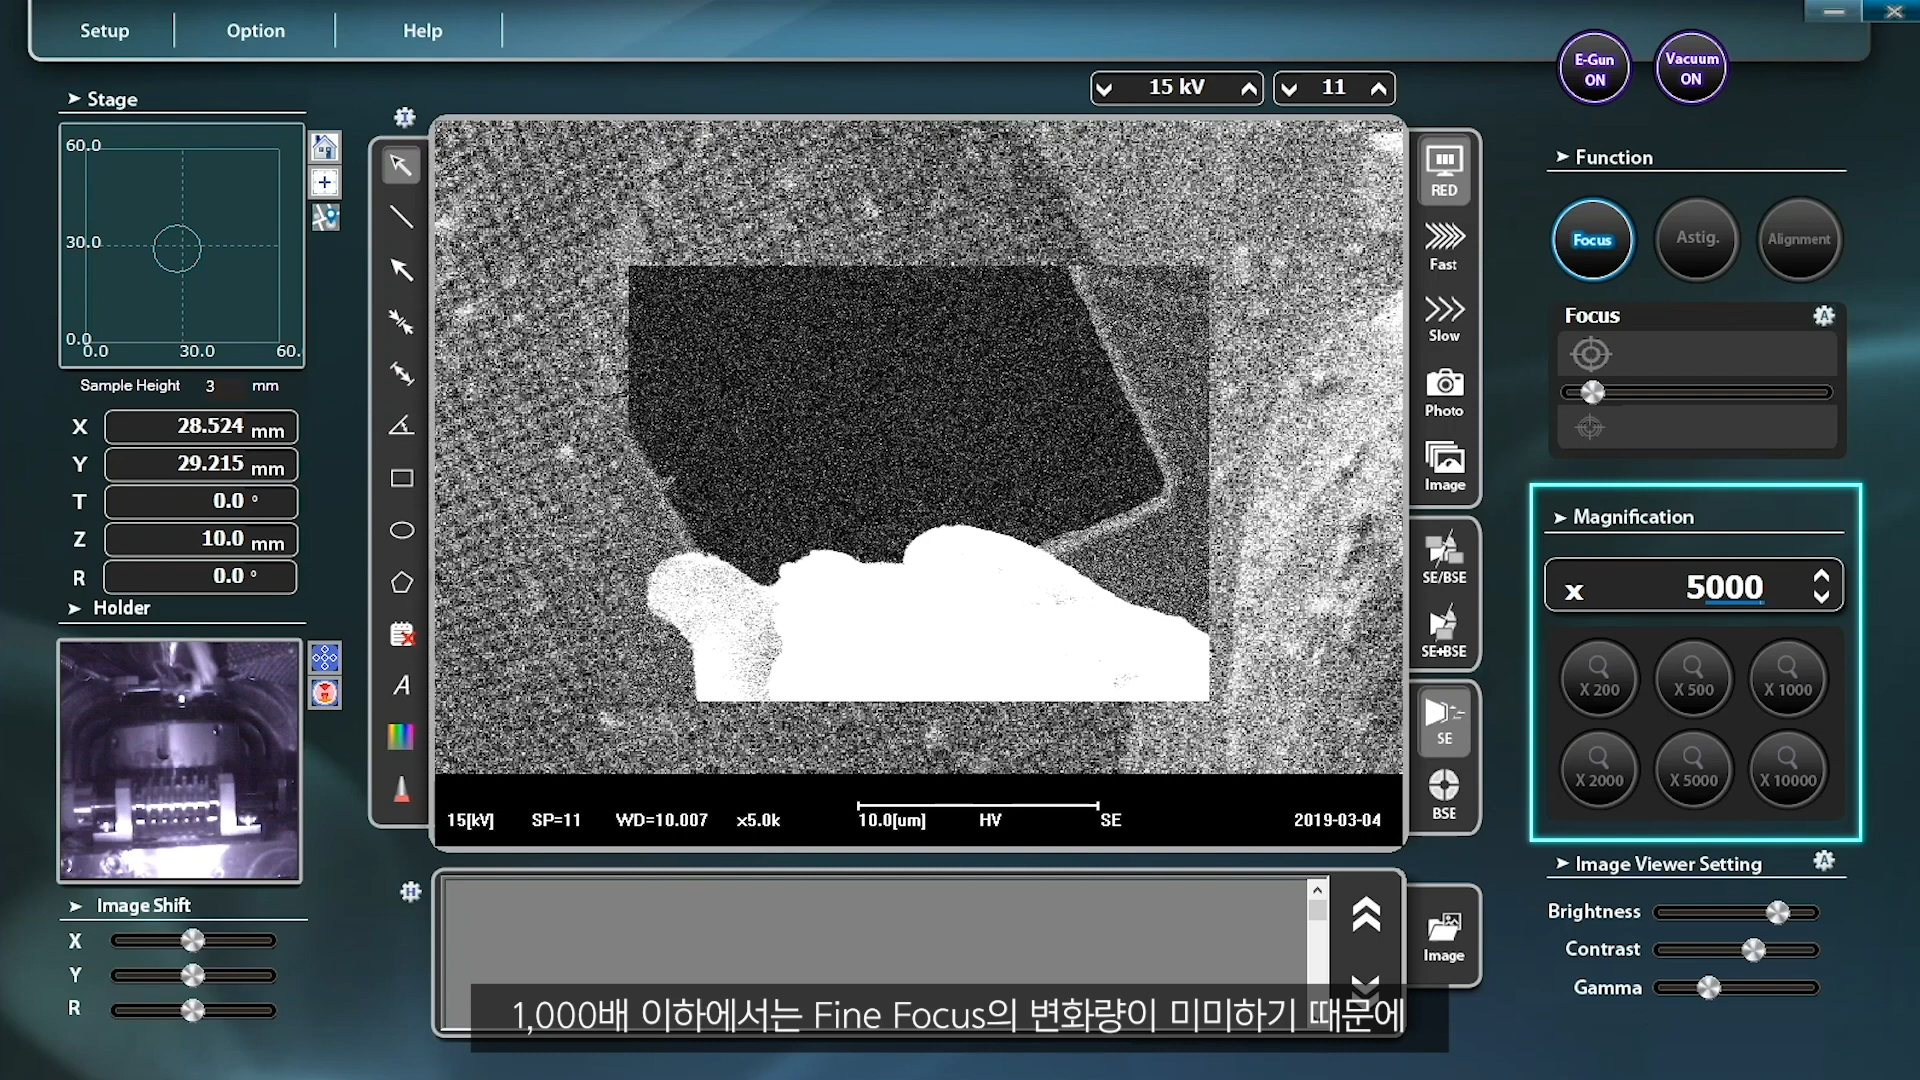 Setup
Option
Help
E-Gun
ON
Vacuum
ON
15 kV
11
Stage
60.0
30.0
0.0
0.0
30.0
60.
Sample Height 3 mm
X 28.524 mm
Y 29.215 mm
T 0.0 °
Z 10.0 mm
R 0.0 °
Holder
Image Shift
X
Y
R
A
RED
Fast
Slow
Photo
Image
SE/BSE
SE+BSE
SE
BSE
Image
15[kV] SP=11 WD=10.007 x5.0k 10.0[um] HV SE 2019-03-04
Function
Focus
Astig.
Alignment
Focus
A
Magnification
x 5000
X 200
X 500
X 1000
X 2000
X 5000
X 10000
Image Viewer Setting
A
Brightness
Contrast
Gamma
I
H
1,000배 이하에서는 Fine Focus의 변화량이 미미하기 때문에